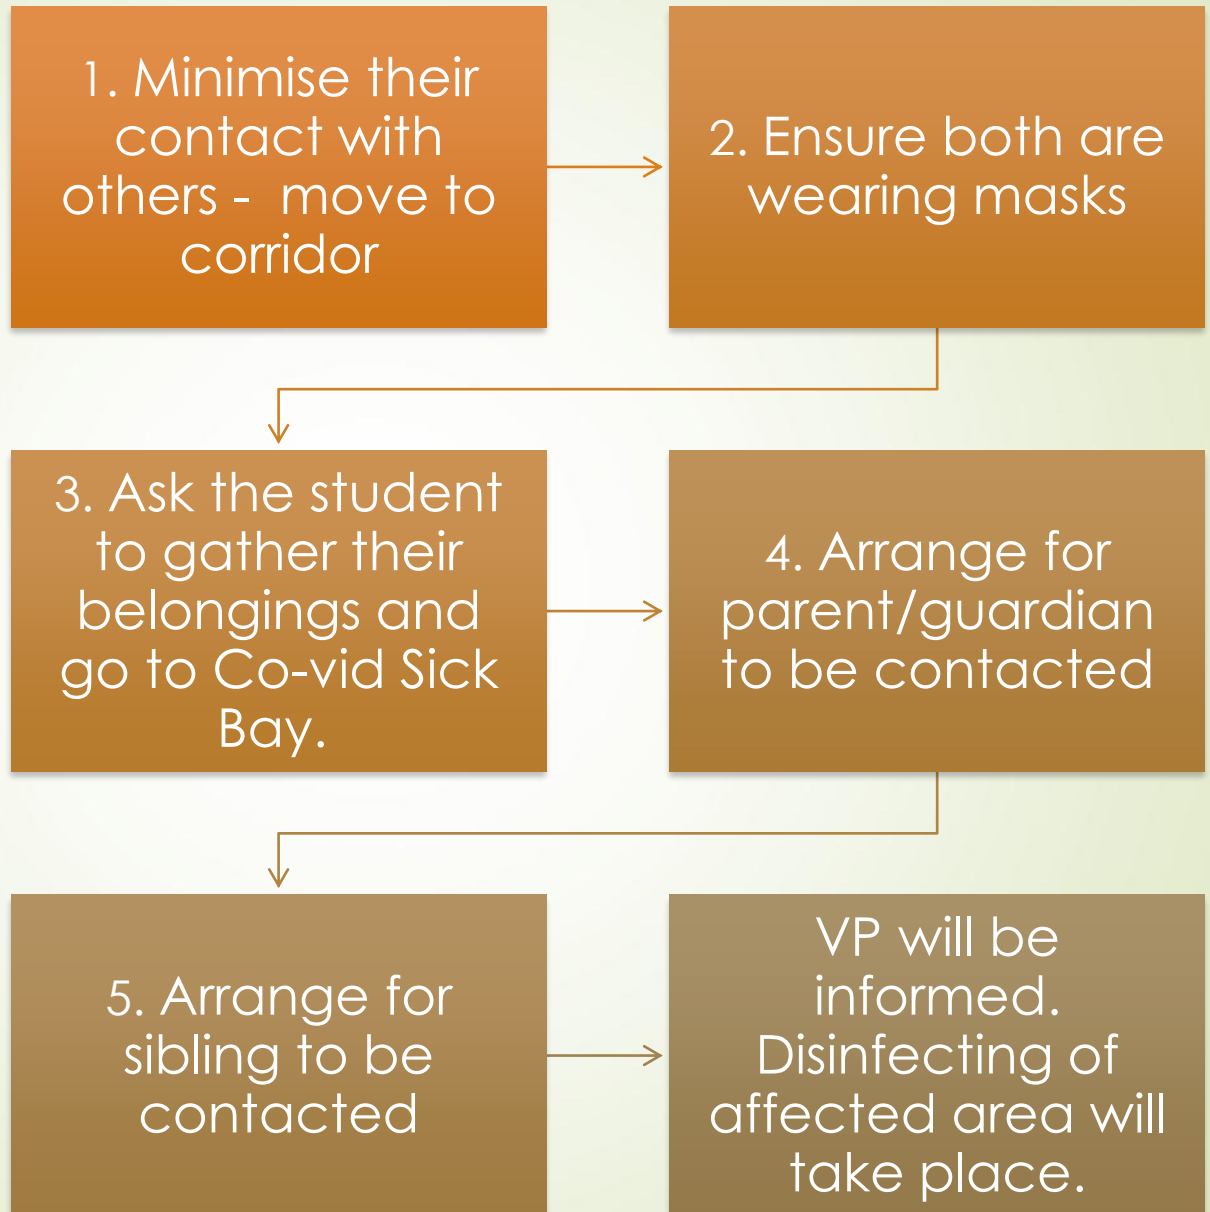 1. Minimise their
contact with
others - move to
corridor
2. Ensure both are
wearing masks
3. Ask the student
to gather their
belongings and
go to Co-vid Sick
Bay.
4. Arrange for
parent/guardian
to be contacted
5. Arrange for
sibling to be
contacted
VP will be
informed.
Disinfecting of
affected area will
take place.